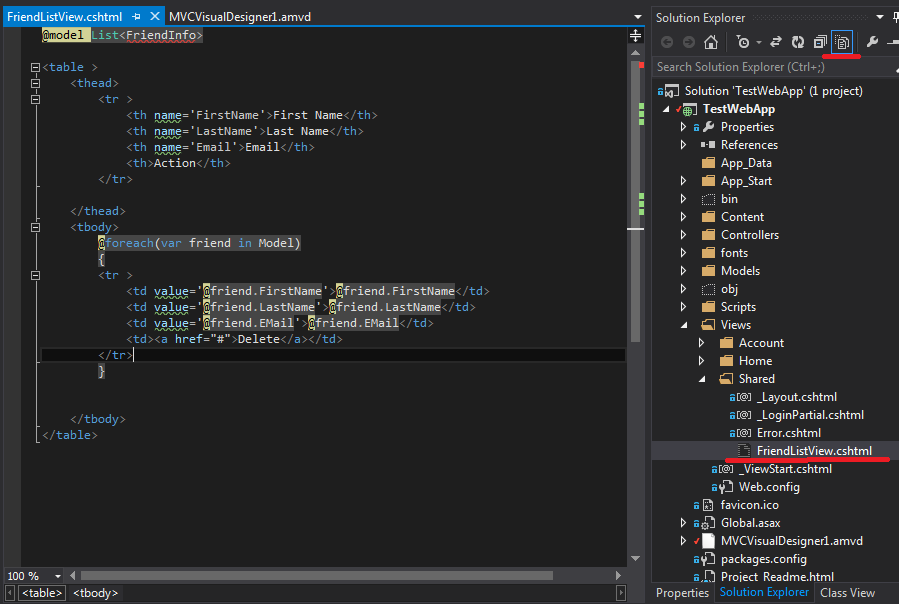 FriendListView.cshtml
MVCVisualDesigner1.amvd
@model List<FriendInfo>
<table >
<thead>
<tr >
<th name='FirstName'>First Name</th>
<th name='LastName'>Last Name</th>
<th name='Email'>Email</th>
<th>Action</th>
</tr>
</thead>
<tbody>
@foreach(var friend in Model)
{
<tr >
<td value='@friend.FirstName'>@friend.FirstName</td>
<td value='@friend.LastName'>@friend.LastName</td>
<td value='@friend.EMail'>@friend.EMail</td>
<td><a href="#">Delete</a></td>
</tr>
}
</tbody>
</table>
100 %
<table> <tbody>
Solution Explorer
Search Solution Explorer (Ctrl+;)
Solution 'TestWebApp' (1 project)
TestWebApp
Properties
References
App_Data
App_Start
bin
Content
Controllers
fonts
Models
obj
Scripts
Views
Account
Home
Shared
_Layout.cshtml
_LoginPartial.cshtml
Error.cshtml
FriendListView.cshtml
_ViewStart.cshtml
Web.config
favicon.ico
Global.asax
MVCVisualDesigner1.amvd
packages.config
Project_Readme.html
Properties Solution Explorer Class View